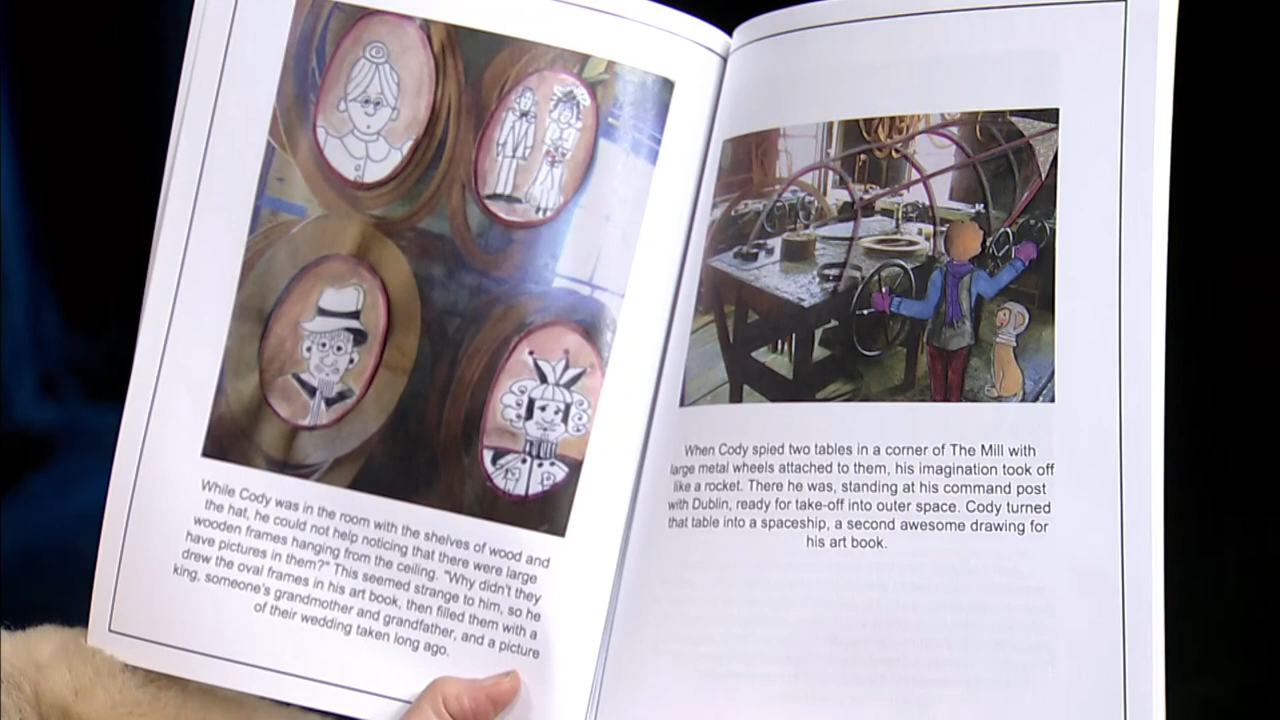 While Cody was in the room with the shelves of wood and
the hat, he could not help noticing that there were large
wooden frames hanging from the ceiling. "Why didn't they
have pictures in them?" This seemed strange to him, so he
drew the oval frames in his art book, then filled them with a
king, someone's grandmother and grandfather, and a picture
of their wedding taken long ago.
When Cody spied two tables in a corner of The Mill with
large metal wheels attached to them, his imagination took off
like a rocket. There he was, standing at his command post
with Dublin, ready for take-off into outer space. Cody turned
that table into a spaceship, a second awesome drawing for
his art book.